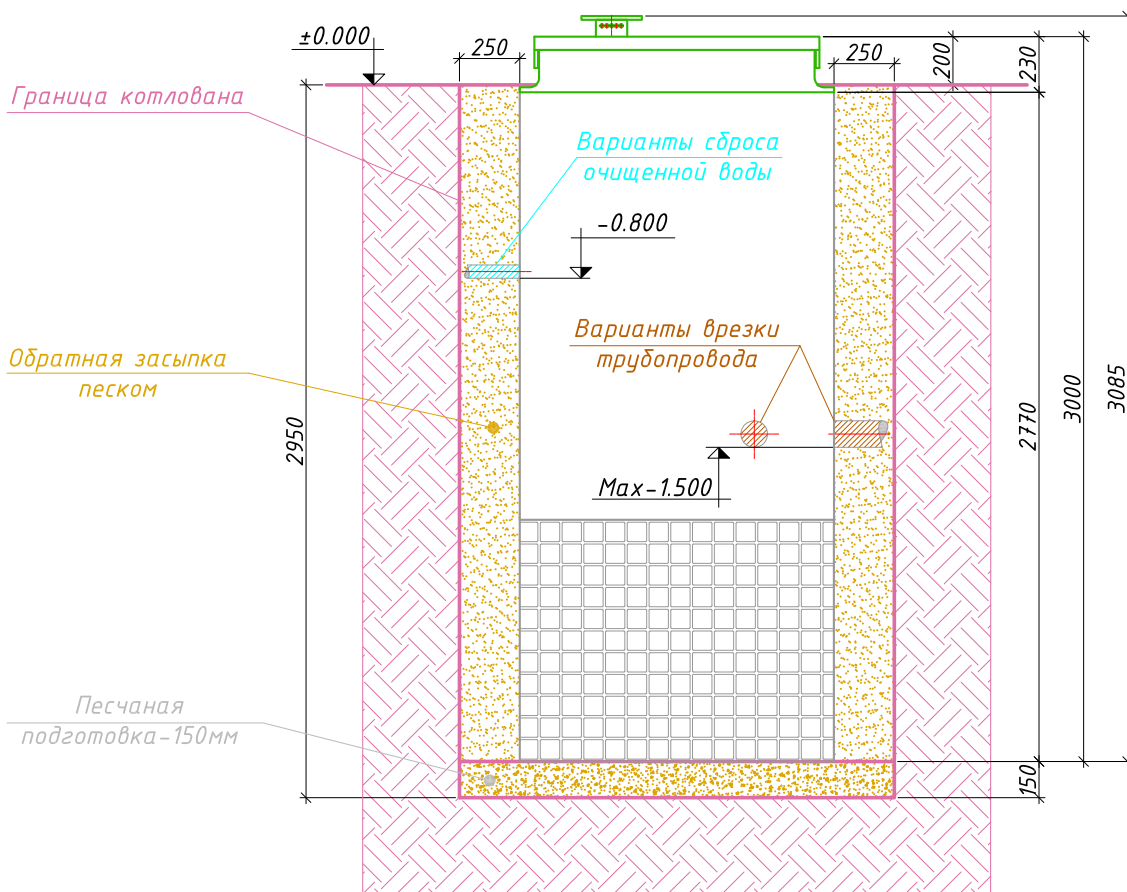 ±0.000
250
250
200
230
Граница котлована
Варианты сброса
очищенной воды
-0.800
Варианты врезки
трубопровода
Обратная засыпка
песком
2950
2770
3000
3085
Max-1.500
Песчаная
подготовка-150мм
150